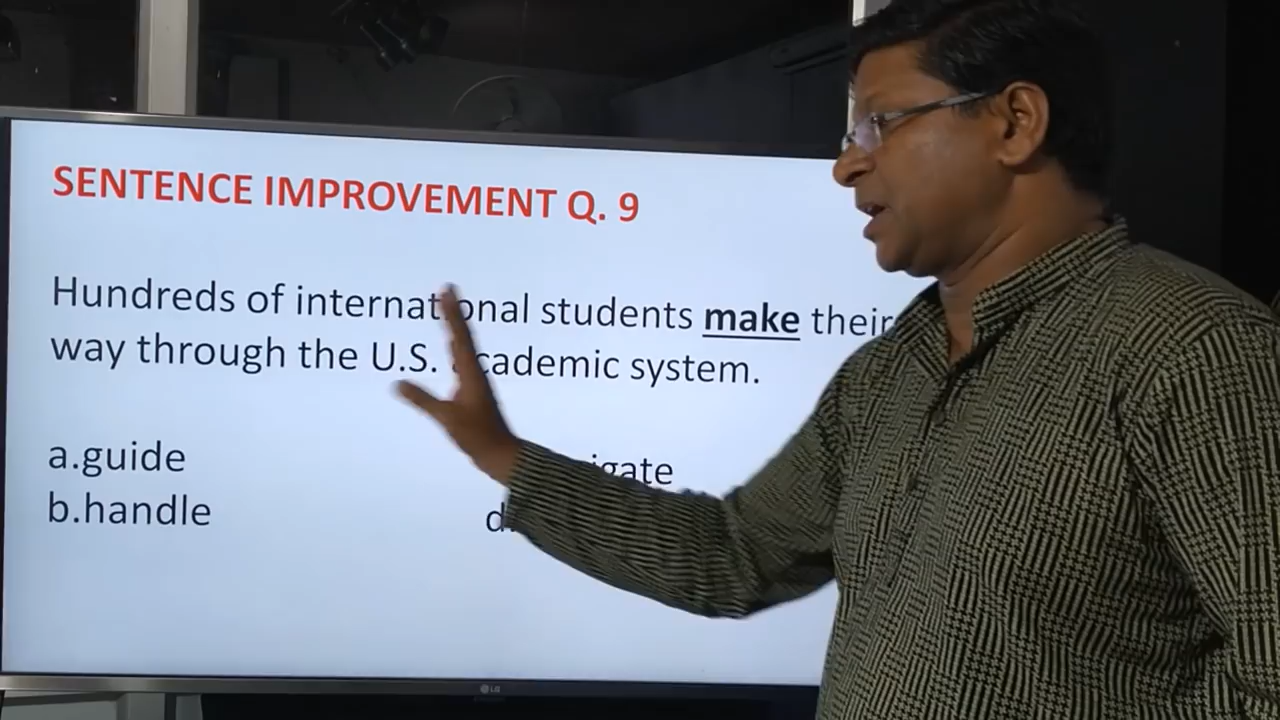 SENTENCE IMPROVEMENT Q. 9
Hundreds of international students make their
way through the U.S. academic system.
a.guide
b.handle
d.
LG